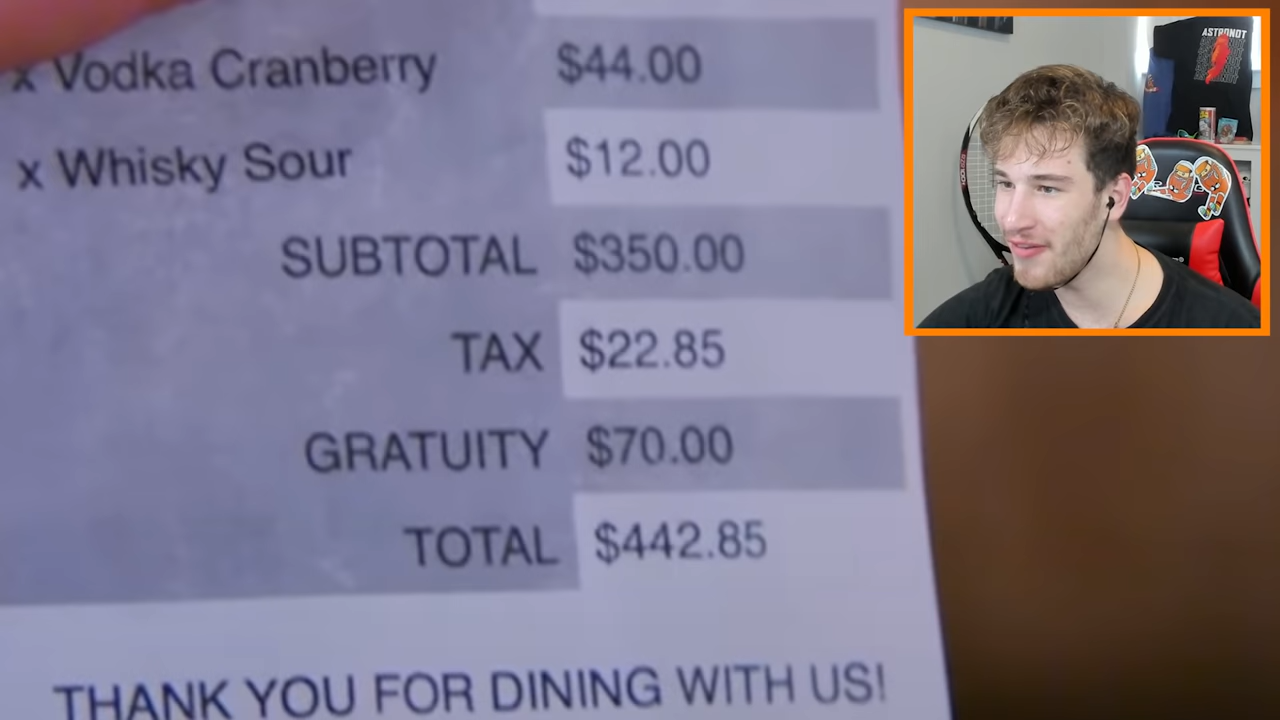 x Vodka Cranberry $44.00
x Whisky Sour $12.00
SUBTOTAL $350.00
TAX $22.85
GRATUITY $70.00
TOTAL $442.85
THANK YOU FOR DINING WITH US!
ASTRONOT